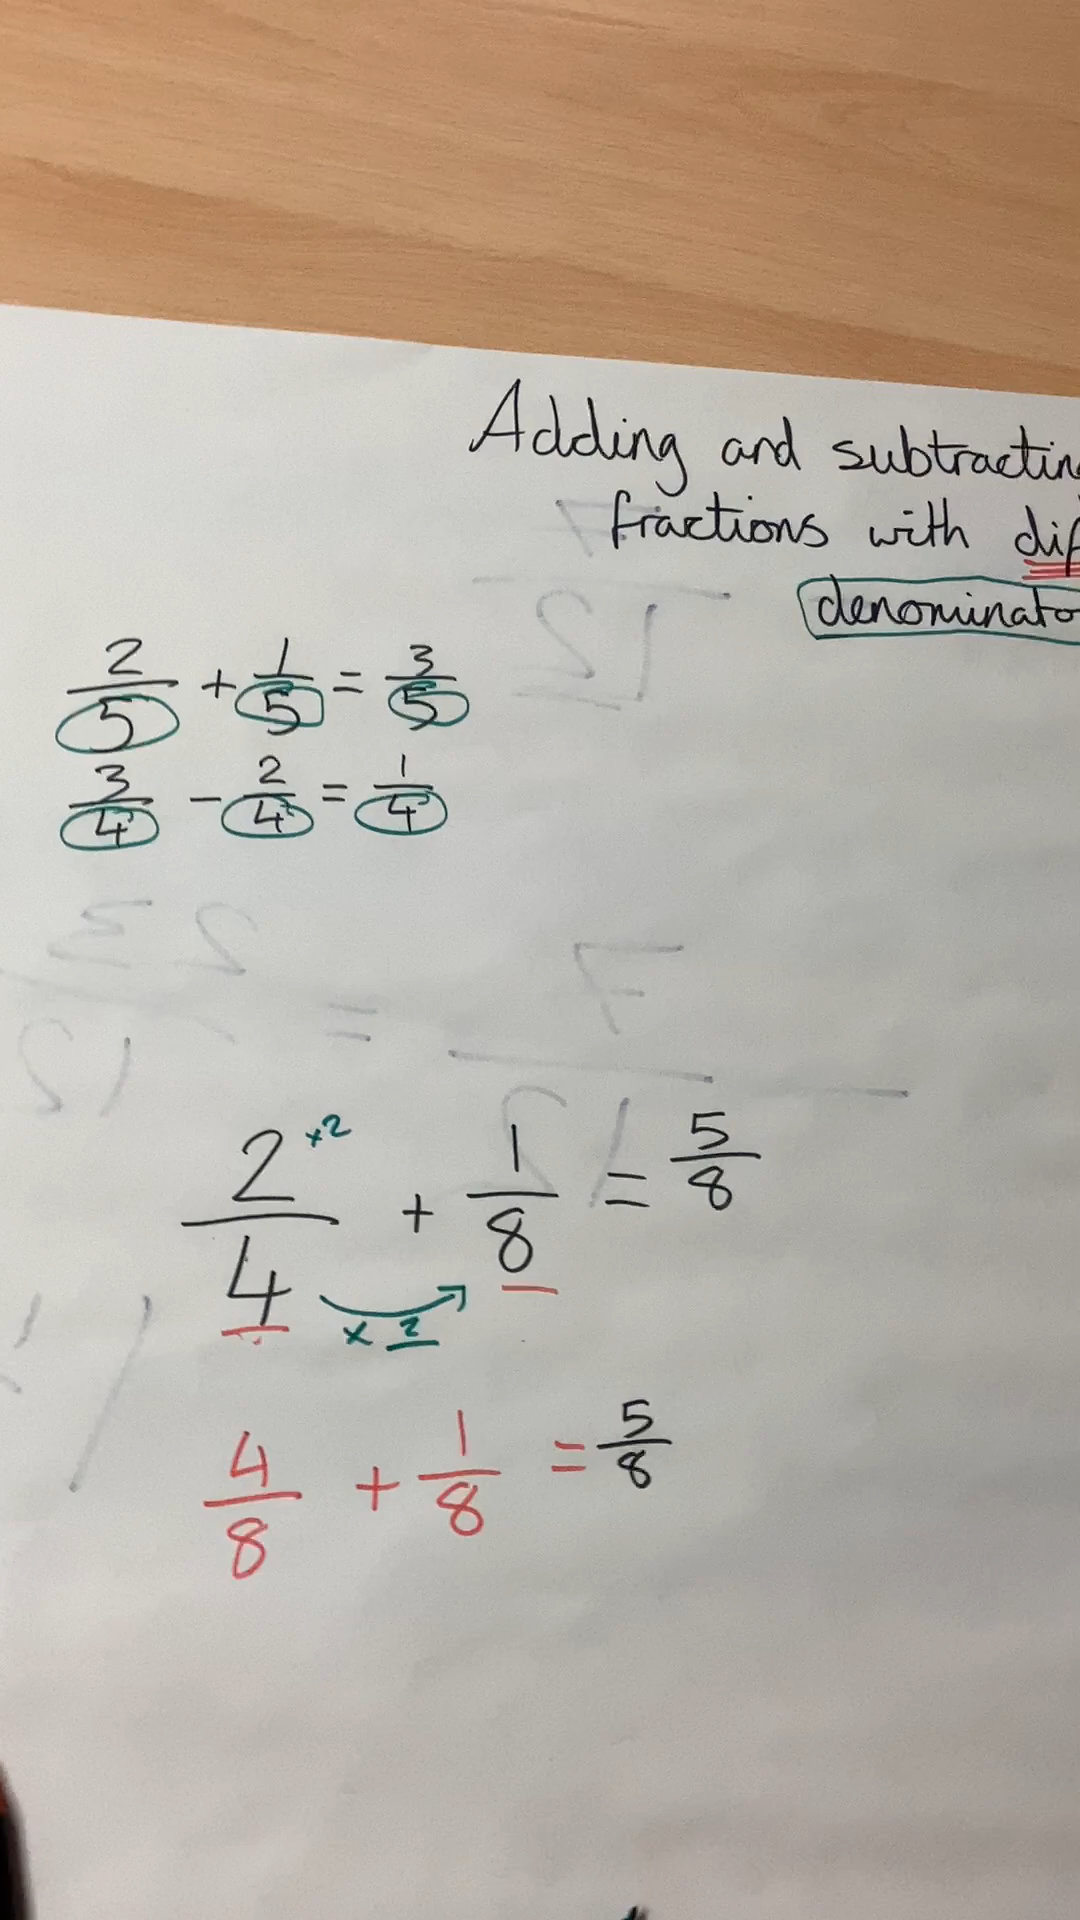 Adding and subtractin
fractions with dif
denominato
2/5 + 1/5 = 3/5
3/4 - 2/4 = 1/4
2/4 ×2 + 1/8 = 5/8
× 2
4/8 + 1/8 = 5/8